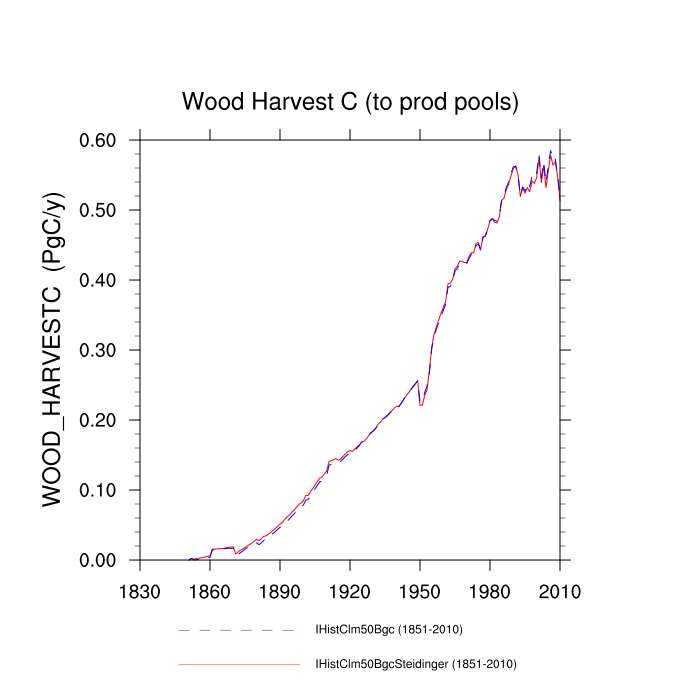 Wood Harvest C (to prod pools)
WOOD_HARVESTC (PgC/y)
0.60
0.50
0.40
0.30
0.20
0.10
0.00
1830 1860 1890 1920 1950 1980 2010
IHistClm50Bgc (1851-2010)
IHistClm50BgcSteidinger (1851-2010)